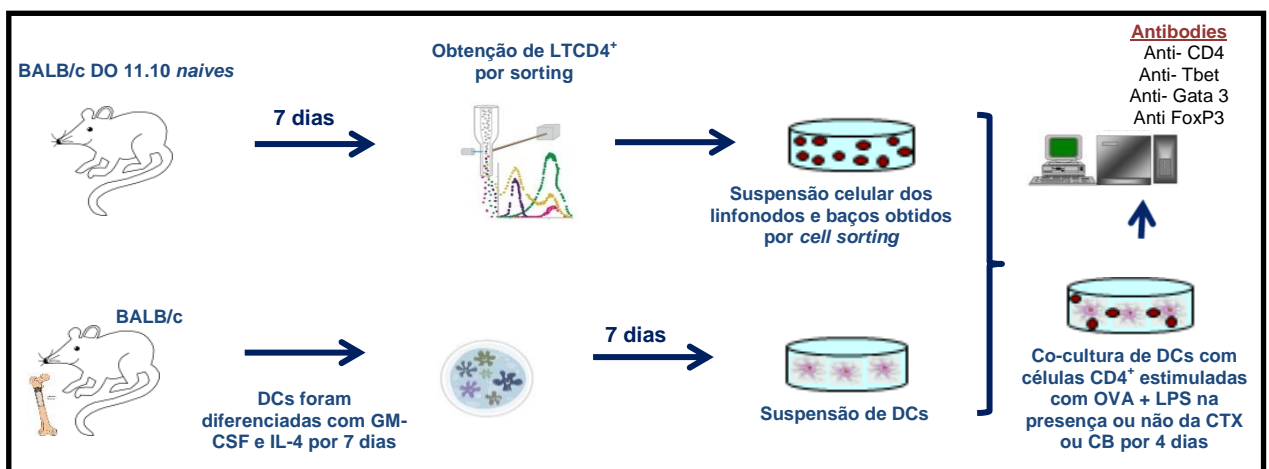 BALB/c DO 11.10 naives
7 dias
Obtenção de LTCD4⁺
por sorting
Suspensão celular dos
linfonodos e baços obtidos
por cell sorting
Antibodies
Anti- CD4
Anti- Tbet
Anti- Gata 3
Anti FoxP3
BALB/c
DCs foram
diferenciadas com GM-
CSF e IL-4 por 7 dias
7 dias
Suspensão de DCs
Co-cultura de DCs com
células CD4⁺ estimuladas
com OVA + LPS na
presença ou não da CTX
ou CB por 4 dias